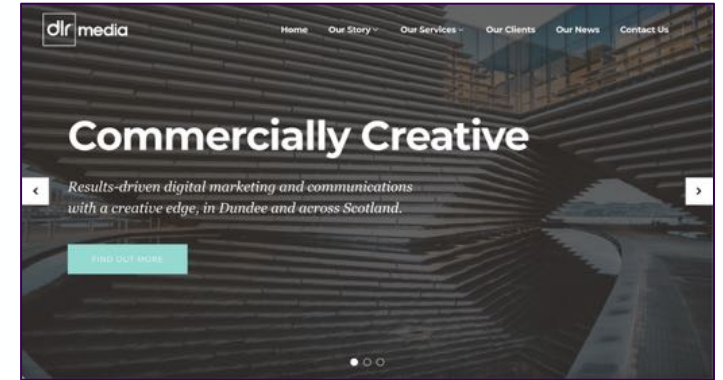 dlr media
Home Our Story Our Services Our Clients Our News Contact Us
Commercially Creative
Results-driven digital marketing and communications
with a creative edge, in Dundee and across Scotland.
FIND OUT MORE